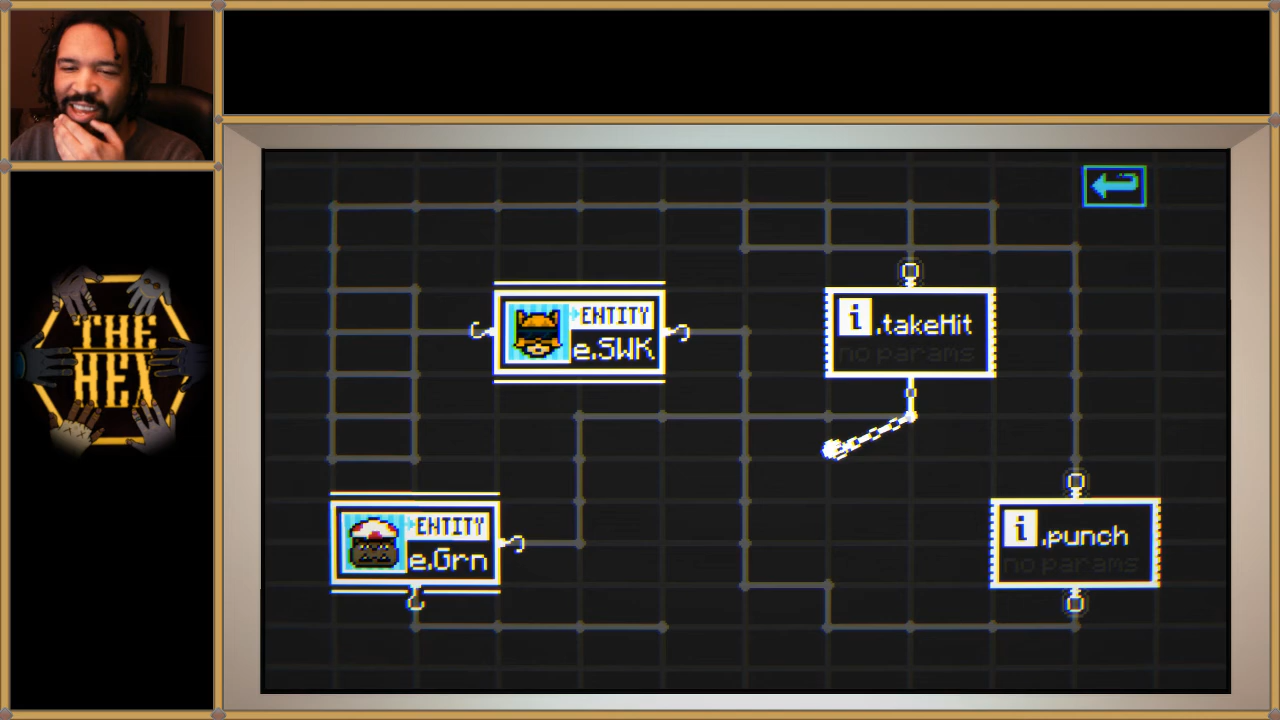 THE
HEX
ENTITY
e.SWK
i .takeHit
no params
ENTITY
e.Grn
i .punch
no params